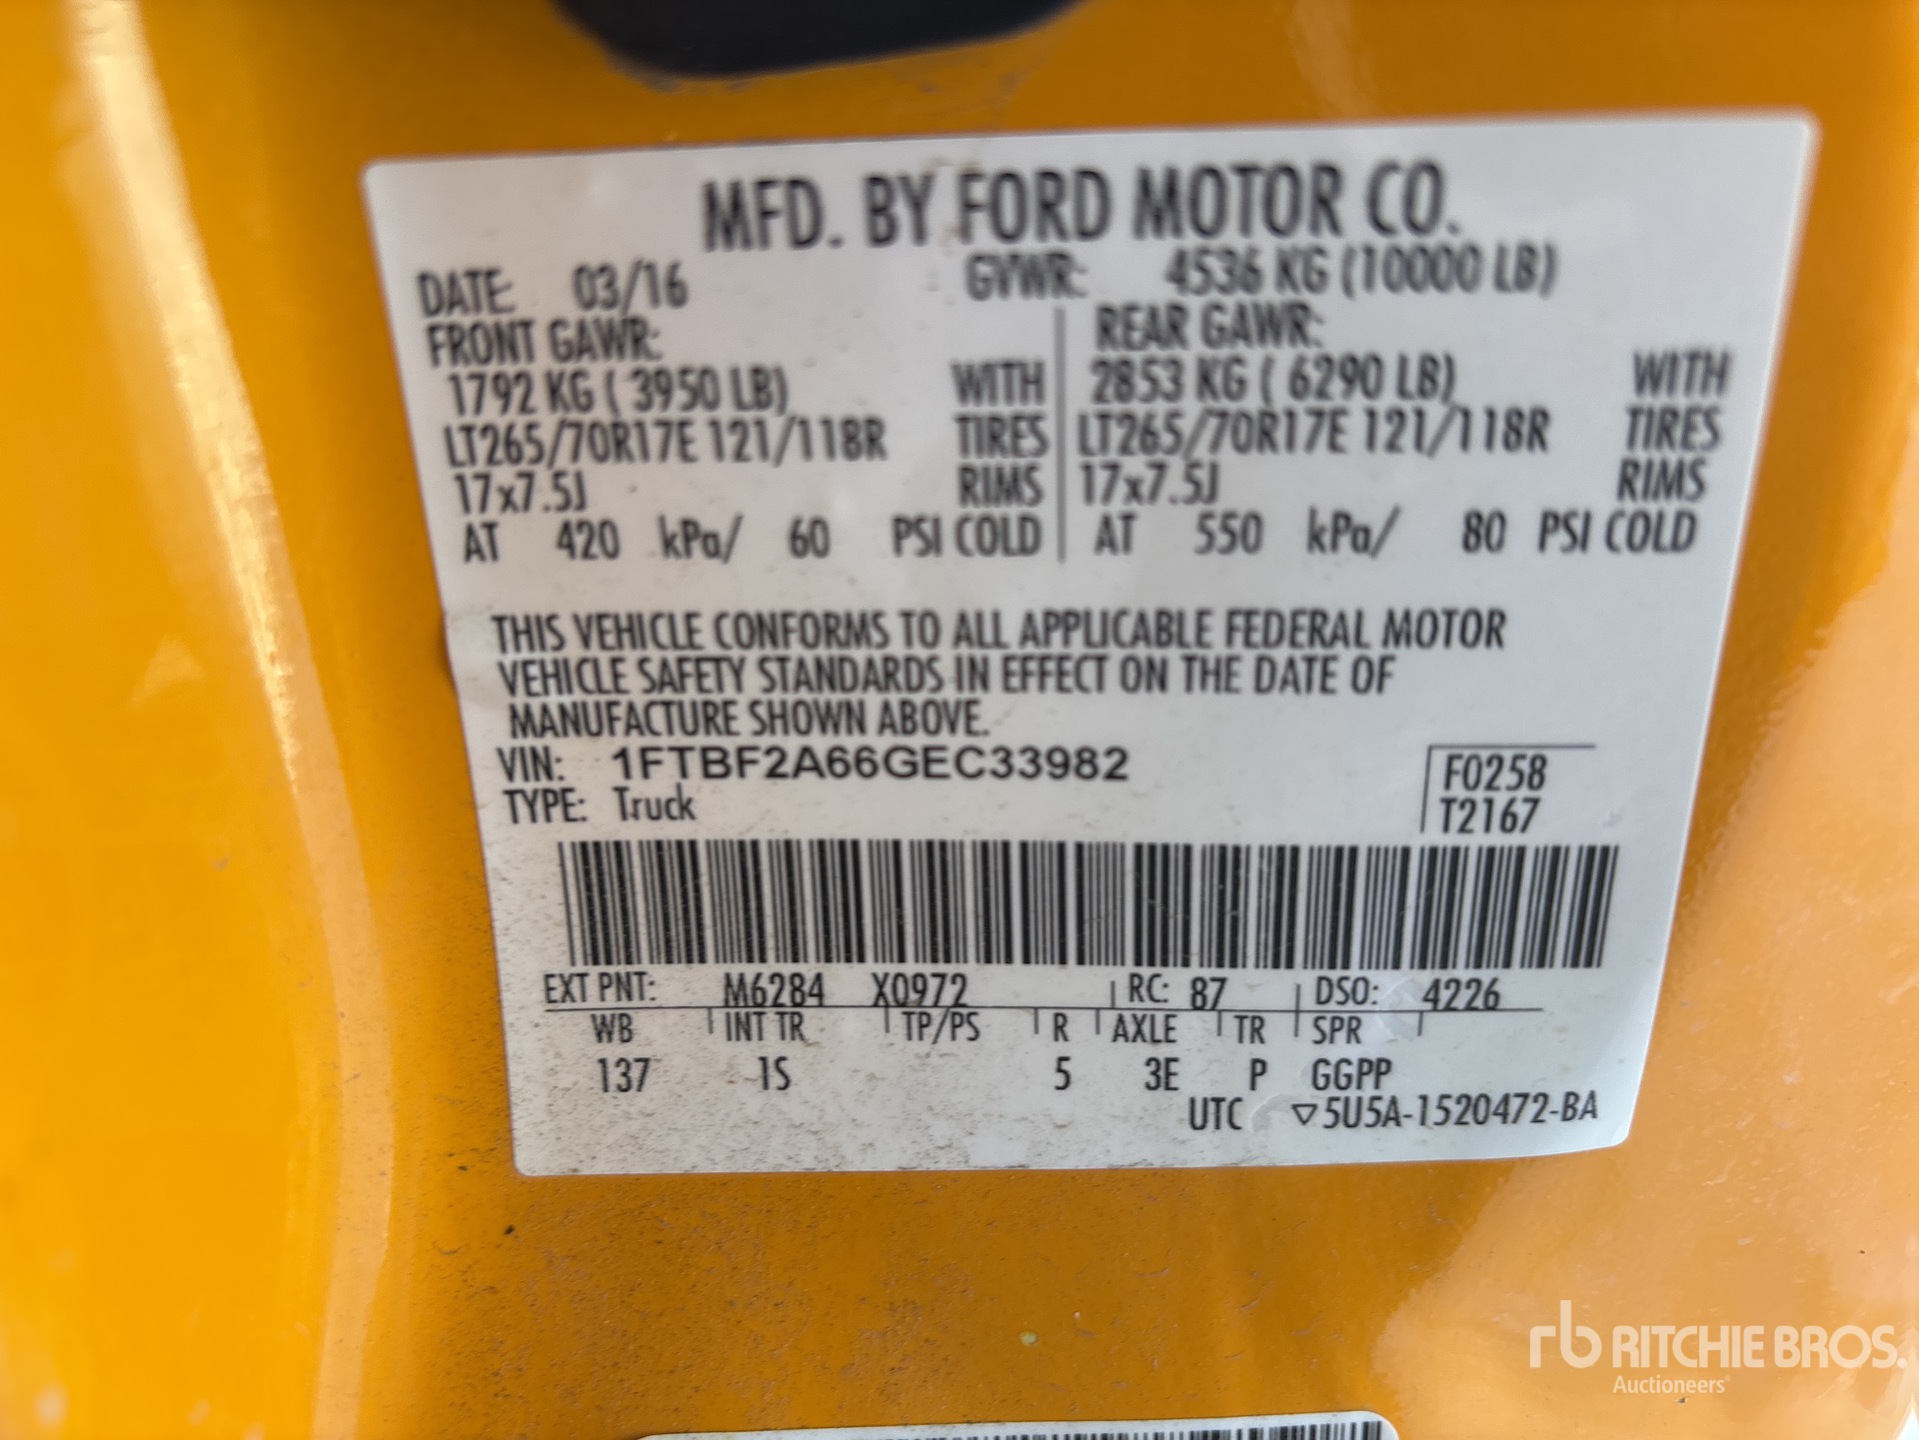 MFD. BY FORD MOTOR CO.
DATE: 03/16 GVWR: 4536 KG (10000 LB)
FRONT GAWR: REAR GAWR:
1792 KG ( 3950 LB) WITH 2853 KG ( 6290 LB) WITH
LT265/70R17E 121/118R TIRES LT265/70R17E 121/118R TIRES
17x7.5J RIMS 17x7.5J RIMS
AT 420 kPa/ 60 PSI COLD AT 550 kPa/ 80 PSI COLD
THIS VEHICLE CONFORMS TO ALL APPLICABLE FEDERAL MOTOR
VEHICLE SAFETY STANDARDS IN EFFECT ON THE DATE OF
MANUFACTURE SHOWN ABOVE.
VIN: 1FTBF2A66GEC33982 F0258
TYPE: Truck T2167
EXT PNT: M6284 X0972 RC: 87 DSO: 4226
WB INT TR TP/PS R AXLE TR SPR
137 1S 5 3E P GGPP
UTC ▽5U5A-1520472-BA
rb RITCHIE BROS.
Auctioneers